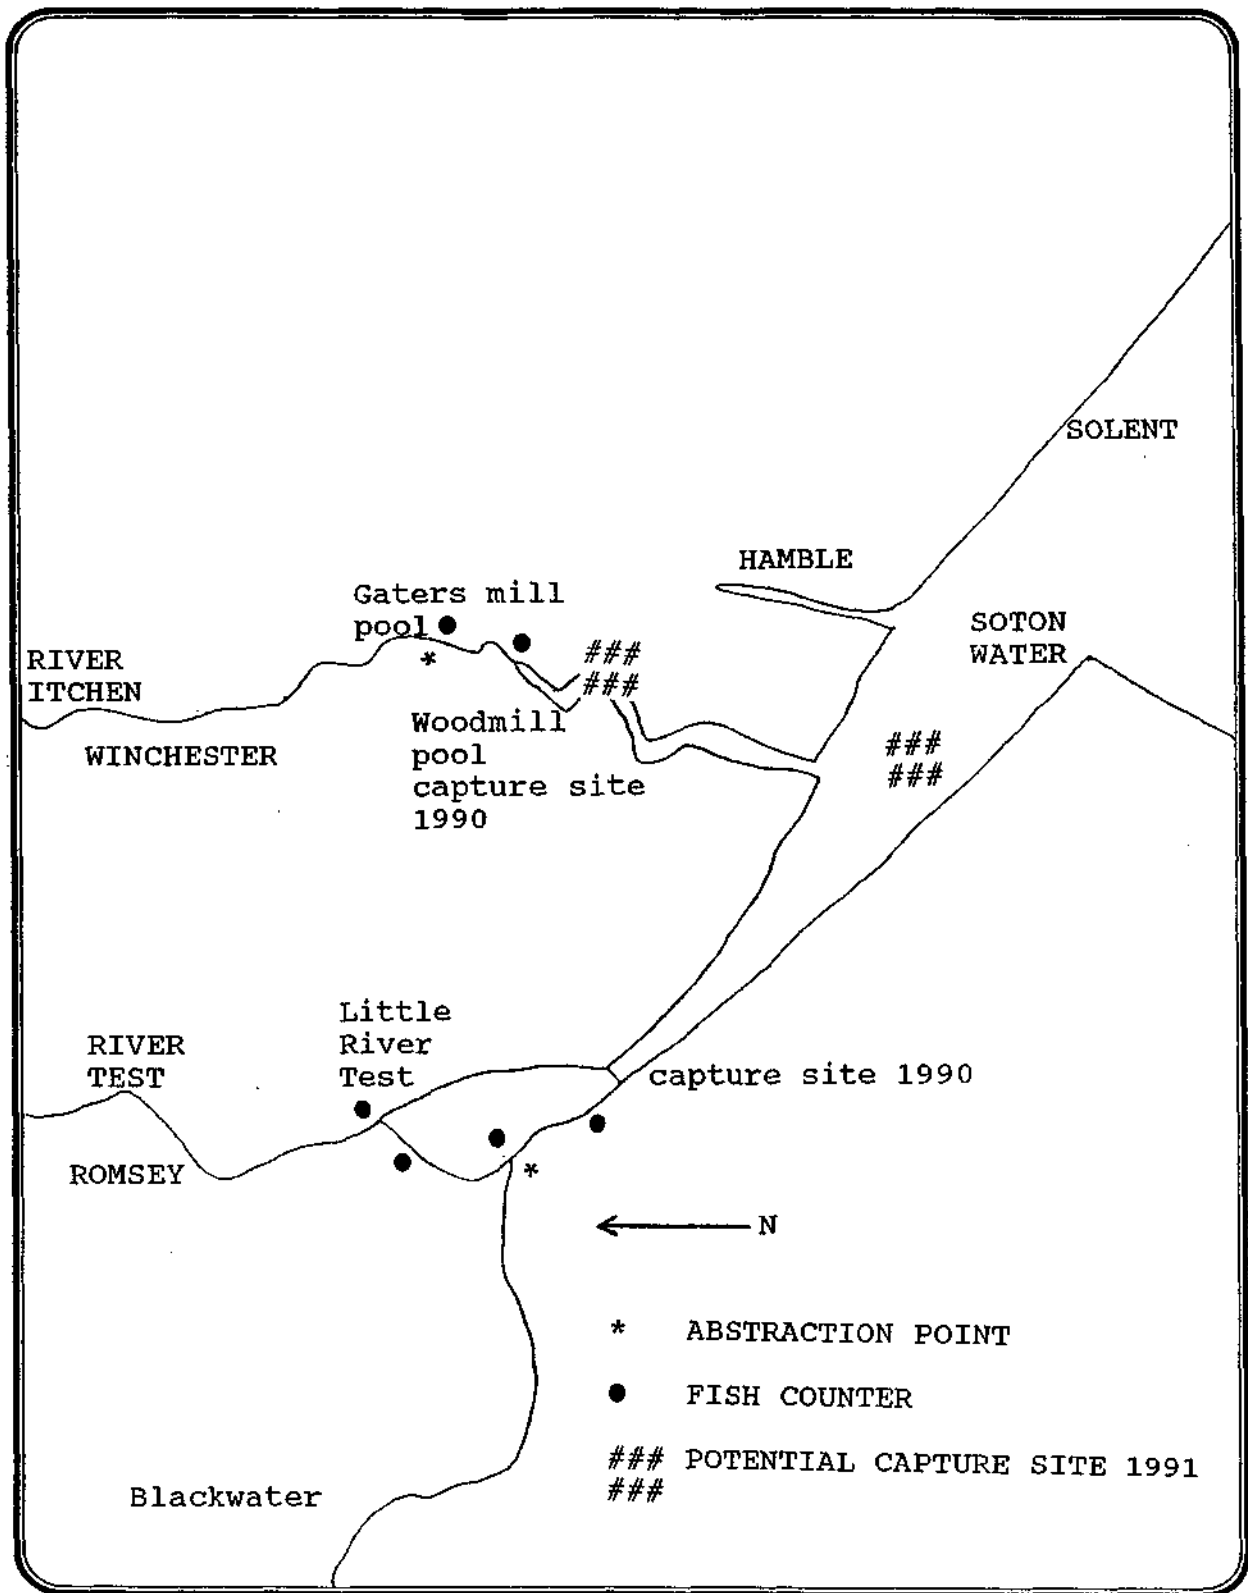 SOLENT
HAMBLE
Gaters mill
pool
SOTON
WATER
###
###
RIVER
ITCHEN
*
WINCHESTER
Woodmill
pool
capture site
1990
###
###
Little
River
Test
RIVER
TEST
capture site 1990
ROMSEY
*
N
* ABSTRACTION POINT
FISH COUNTER
### POTENTIAL CAPTURE SITE 1991
###
Blackwater